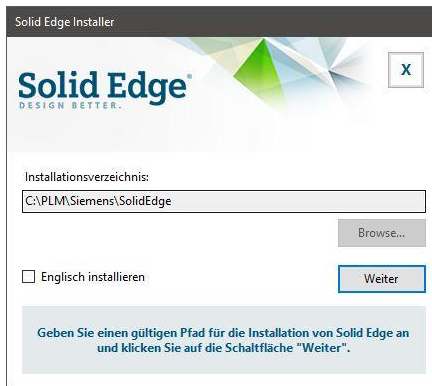 Solid Edge Installer
Solid Edge®
DESIGN BETTER.
X
Installationsverzeichnis:
C:\PLM\Siemens\SolidEdge
Browse...
Englisch installieren
Weiter
Geben Sie einen gültigen Pfad für die Installation von Solid Edge an
und klicken Sie auf die Schaltfläche "Weiter".